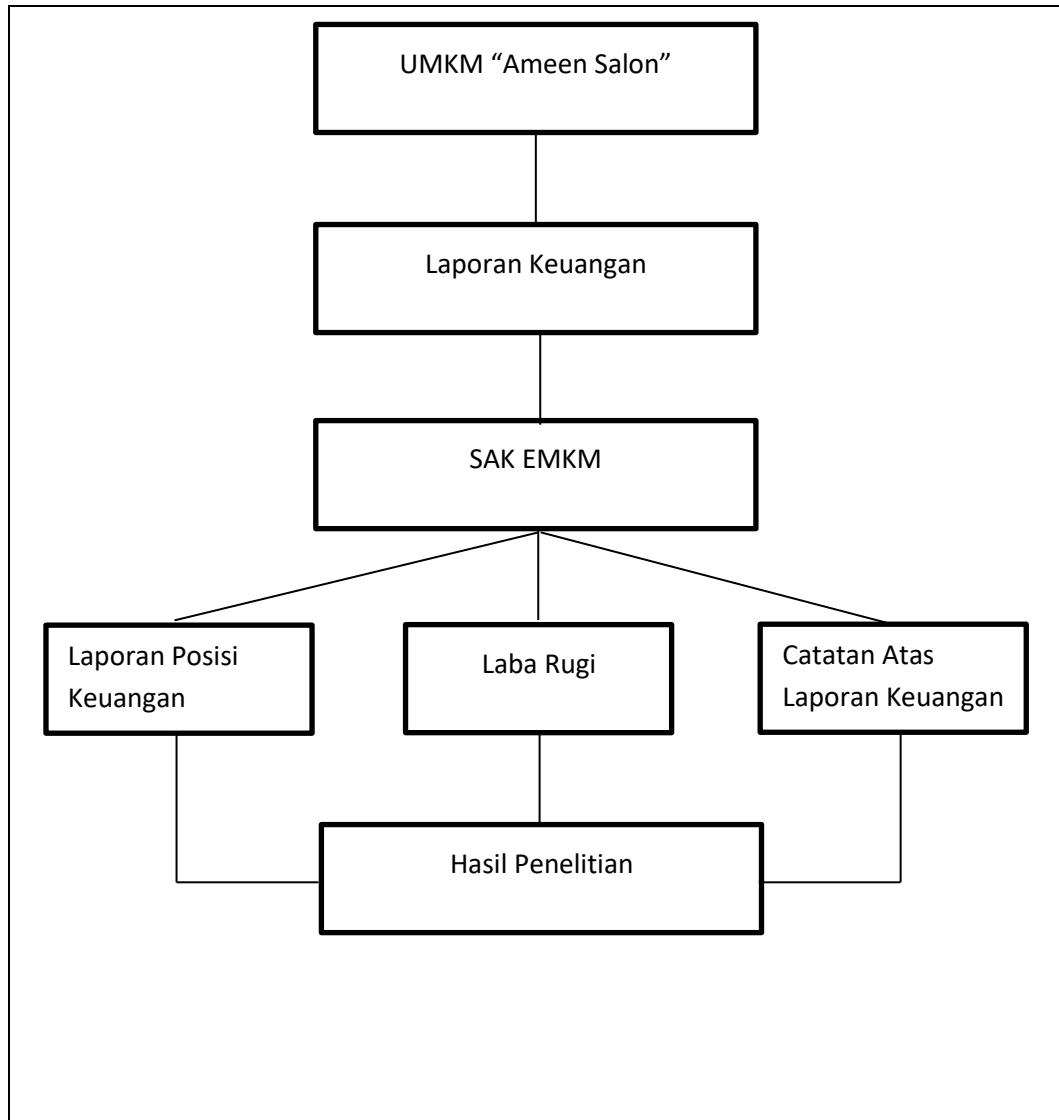 UMKM “Ameen Salon”
Laporan Keuangan
SAK EMKM
Laporan Posisi
Keuangan
Laba Rugi
Catatan Atas
Laporan Keuangan
Hasil Penelitian